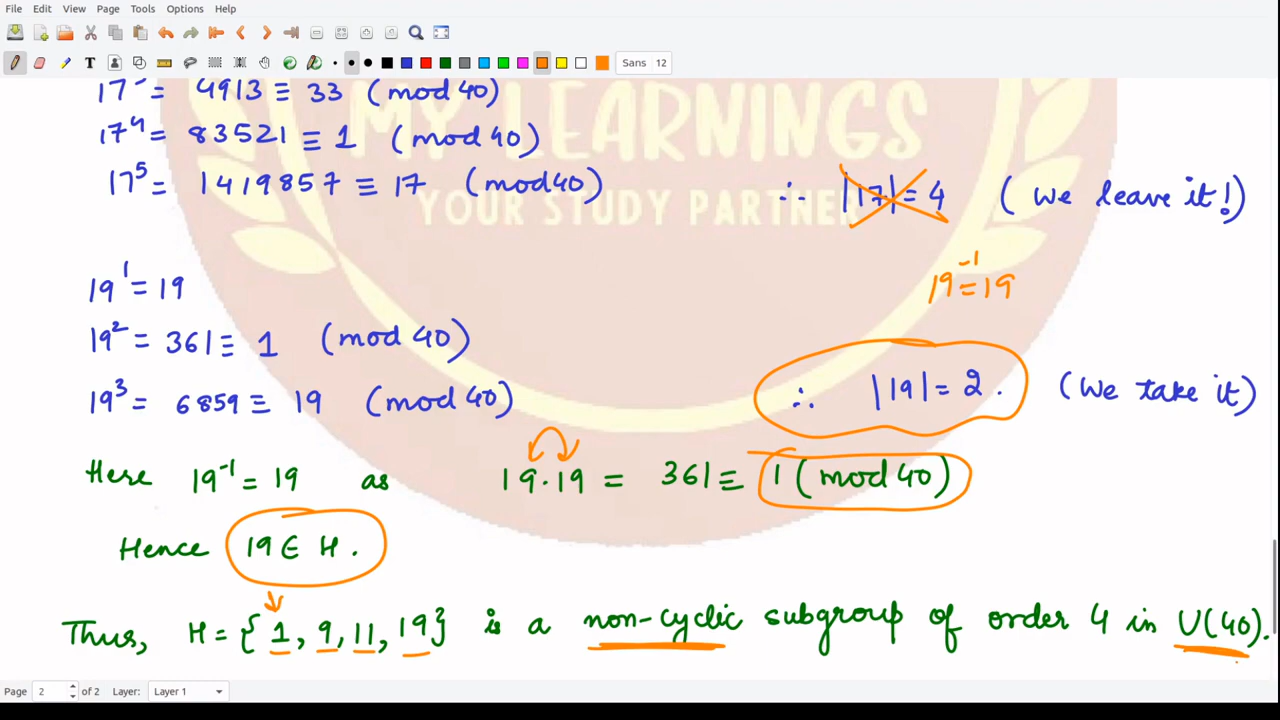 File Edit View Page Tools Options Help
Sans 12
MY LEARNINGS
YOUR STUDY PARTNER
17³ = 4913 ≡ 33 (mod 40)
17⁴ = 83521 ≡ 1 (mod 40)
17⁵ = 1419857 ≡ 17 (mod 40)
∴ |17| = 4 (We leave it!)
19¹ = 19
19⁻¹ = 19
19² = 361 ≡ 1 (mod 40)
∴ |19| = 2. (We take it)
19³ = 6859 ≡ 19 (mod 40)
Here 19⁻¹ = 19 as 19·19 = 361 ≡ 1 (mod 40)
Hence 19 ∈ H.
Thus, H = {1, 9, 11, 19} is a non-cyclic subgroup of order 4 in U(40).
Page 2 of 2 Layer: Layer 1